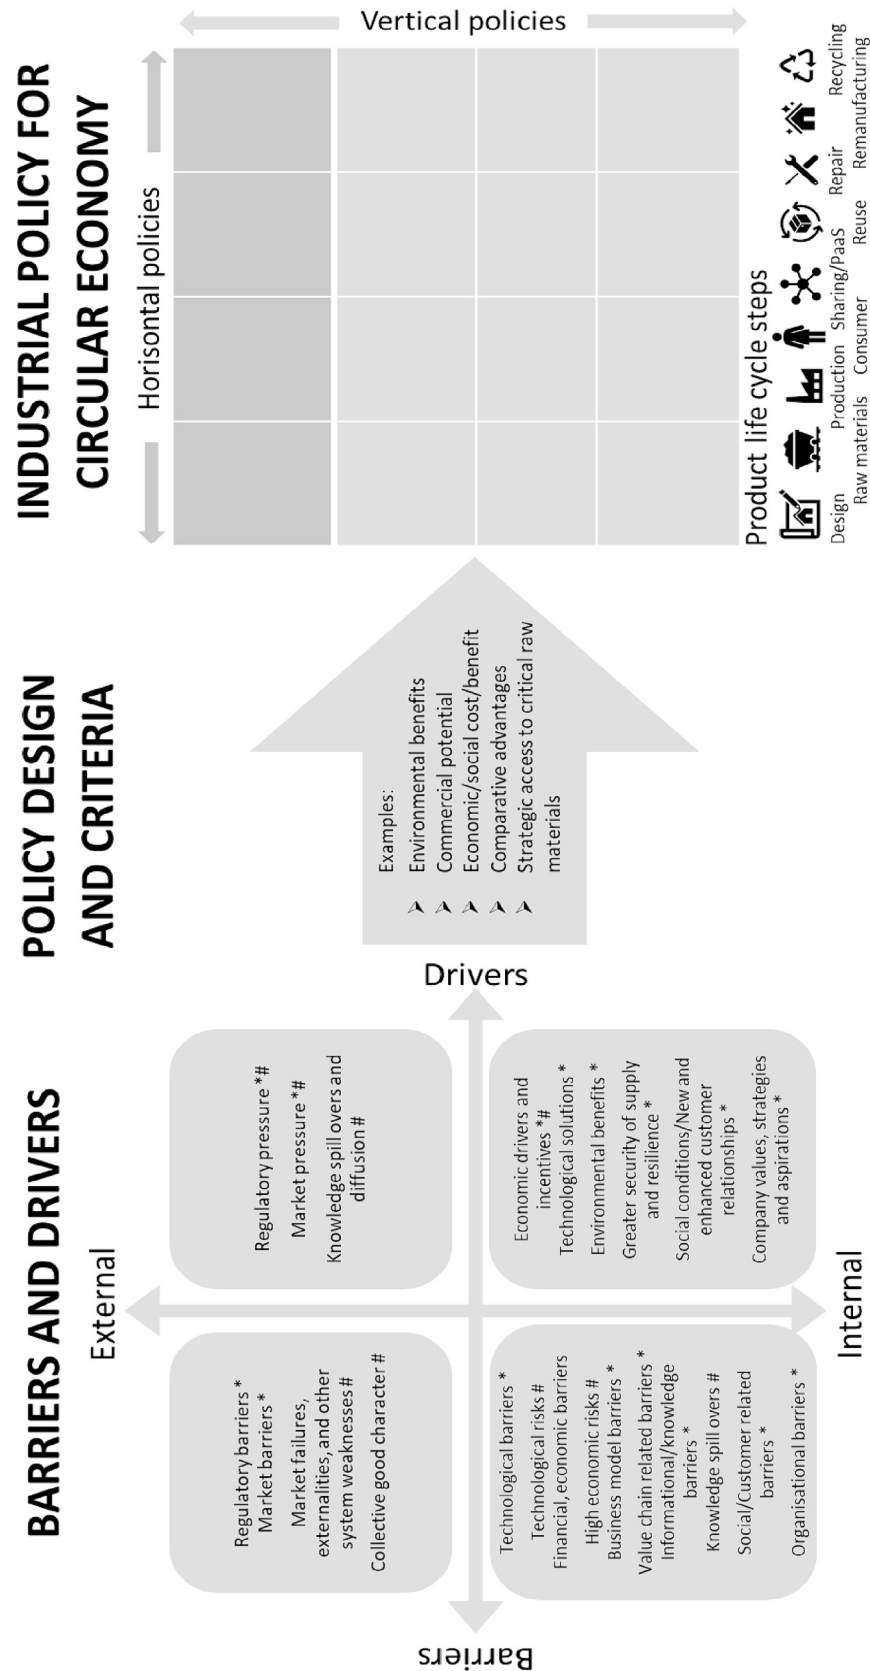 BARRIERS AND DRIVERS
External
Regulatory barriers *
Market barriers *
Market failures,
externalities, and other
system weaknesses #
Collective good character #
Regulatory pressure *#
Market pressure *#
Knowledge spill overs and
diffusion #
Barriers
Drivers
Technological barriers *
Technological risks #
Financial, economic barriers
High economic risks #
Business model barriers *
Value chain related barriers *
Informational/knowledge
barriers *
Knowledge spill overs #
Social/Customer related
barriers *
Organisational barriers *
Economic drivers and
incentives *#
Technological solutions *
Environmental benefits *
Greater security of supply
and resilience *
Social conditions/New and
enhanced customer
relationships *
Company values, strategies
and aspirations *
Internal
POLICY DESIGN
AND CRITERIA
Examples:
➢ Environmental benefits
➢ Commercial potential
➢ Economic/social cost/benefit
➢ Comparative advantages
➢ Strategic access to critical raw
materials
INDUSTRIAL POLICY FOR
CIRCULAR ECONOMY
Horisontal policies
Vertical policies
Product life cycle steps
Design
Production
Sharing/PaaS
Repair
Recycling
Raw materials
Consumer
Reuse
Remanufacturing